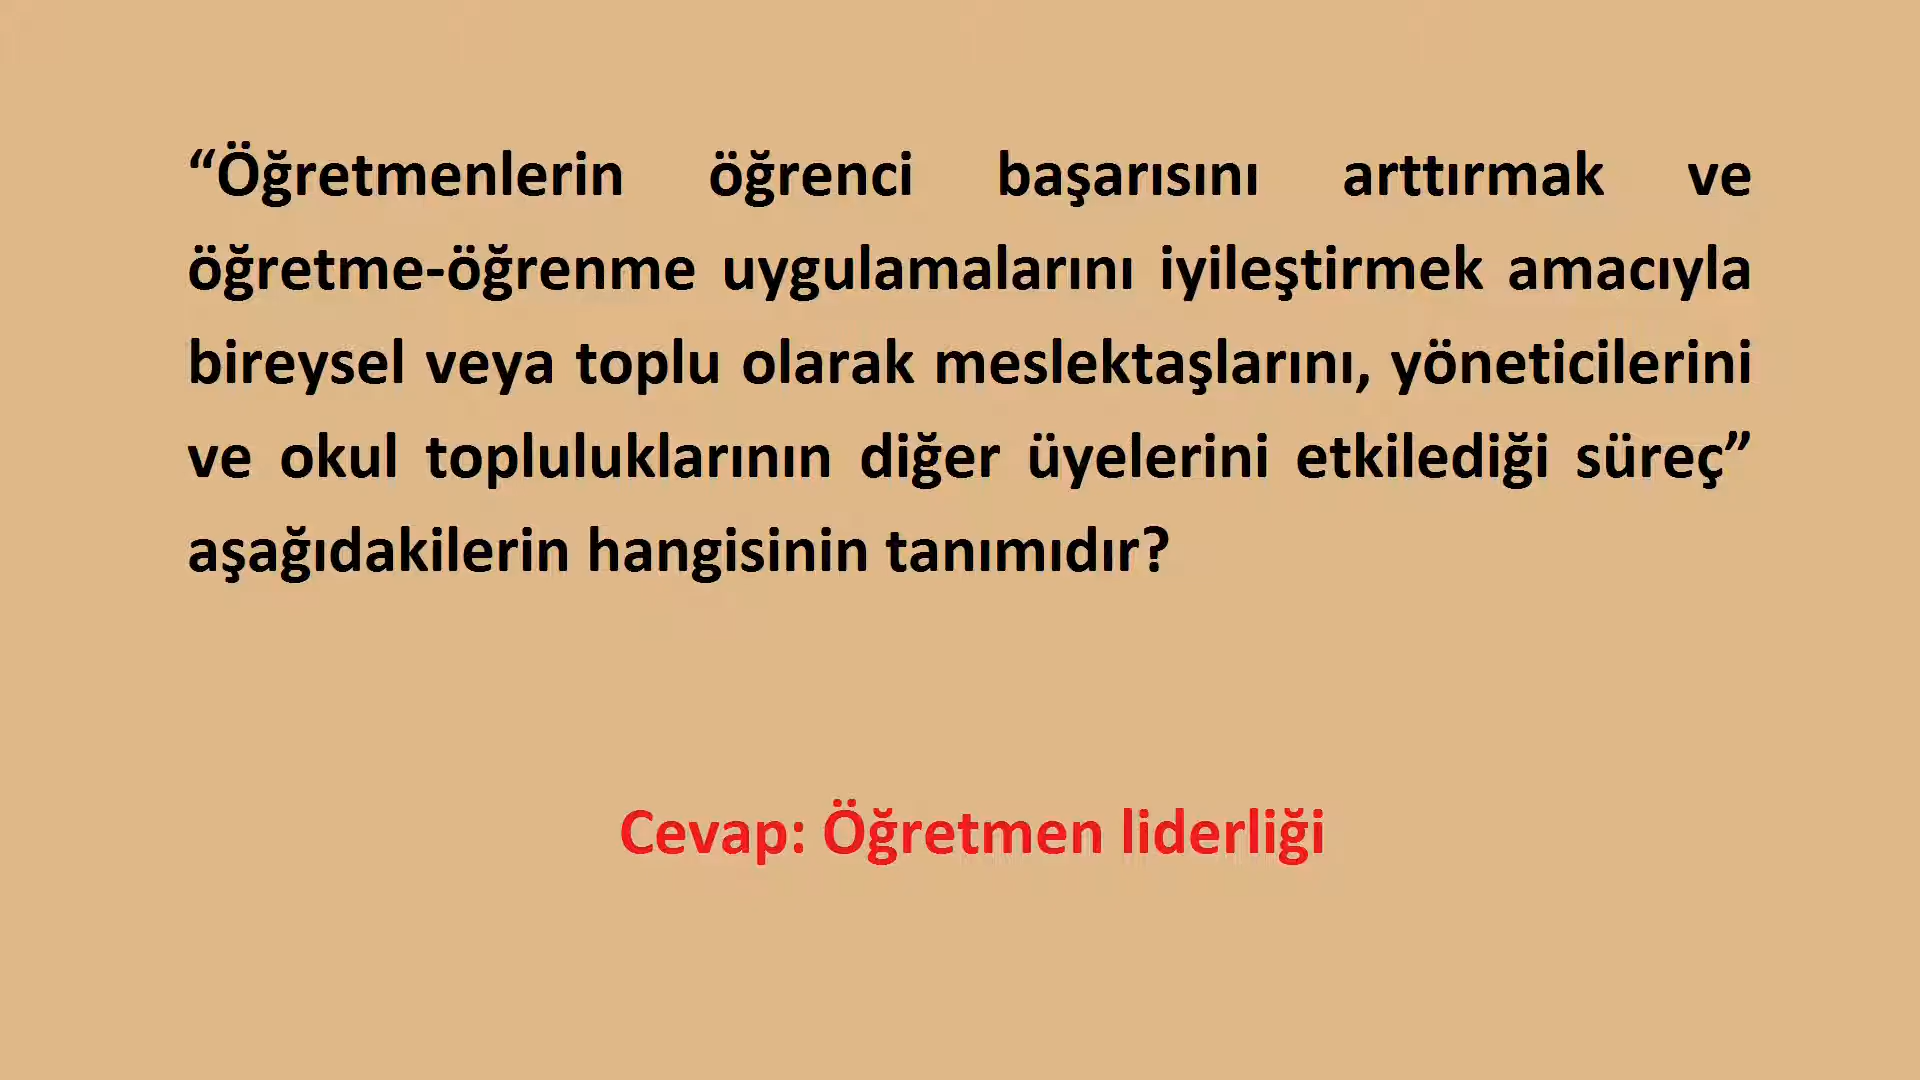 “Öğretmenlerin öğrenci başarısını arttırmak ve
öğretme-öğrenme uygulamalarını iyileştirmek amacıyla
bireysel veya toplu olarak meslektaşlarını, yöneticilerini
ve okul topluluklarının diğer üyelerini etkilediği süreç”
aşağıdakilerin hangisinin tanımıdır?
Cevap: Öğretmen liderliği